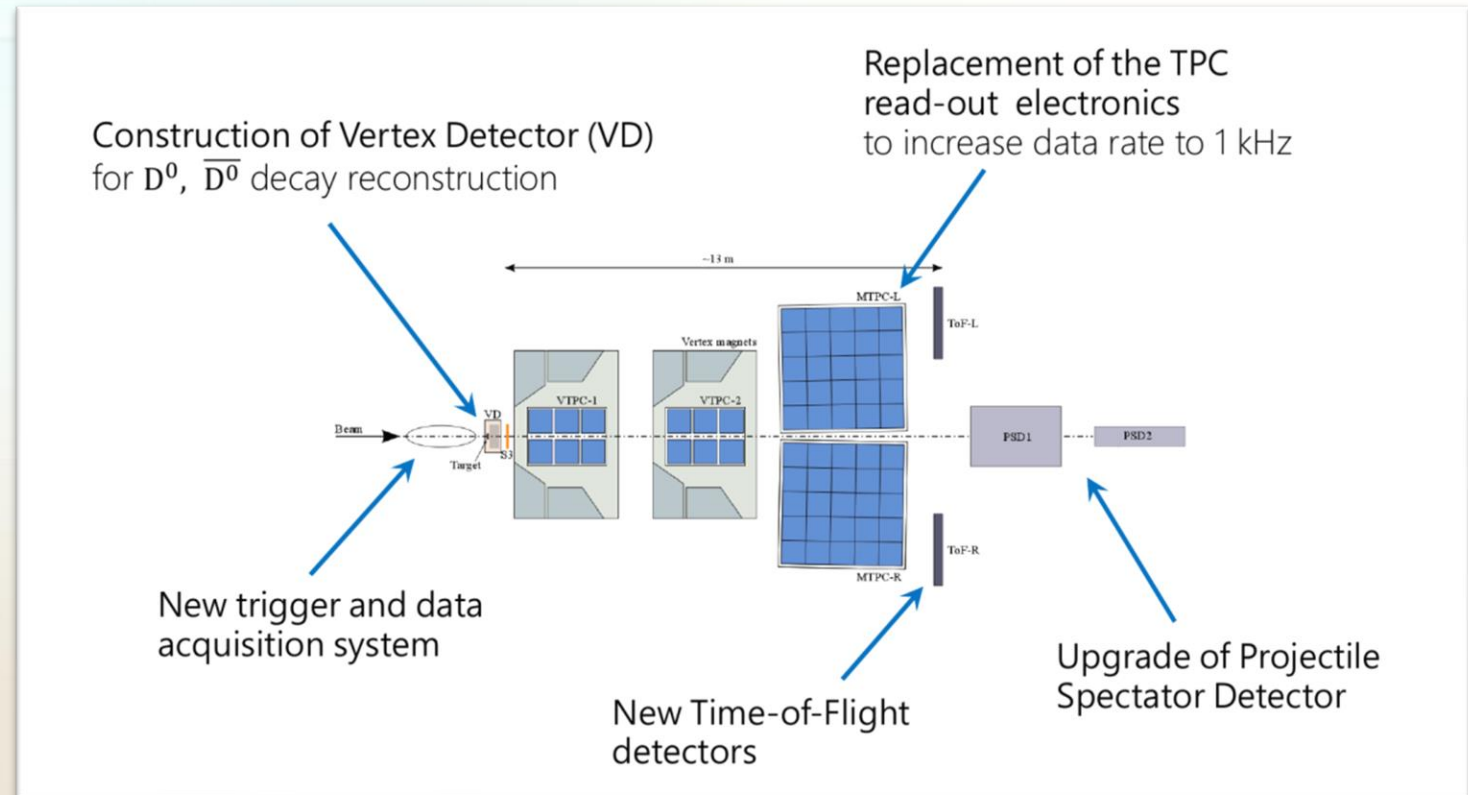 Replacement of the TPC
read-out electronics
to increase data rate to 1 kHz
Construction of Vertex Detector (VD)
for D⁰, D̅⁰ decay reconstruction
~13 m
MTPC-L
ToF-L
Vertex magnets
VTPC-1
VTPC-2
VD
Beam
Target
S3
PSD1
PSD2
ToF-R
MTPC-R
New trigger and data
acquisition system
New Time-of-Flight
detectors
Upgrade of Projectile
Spectator Detector